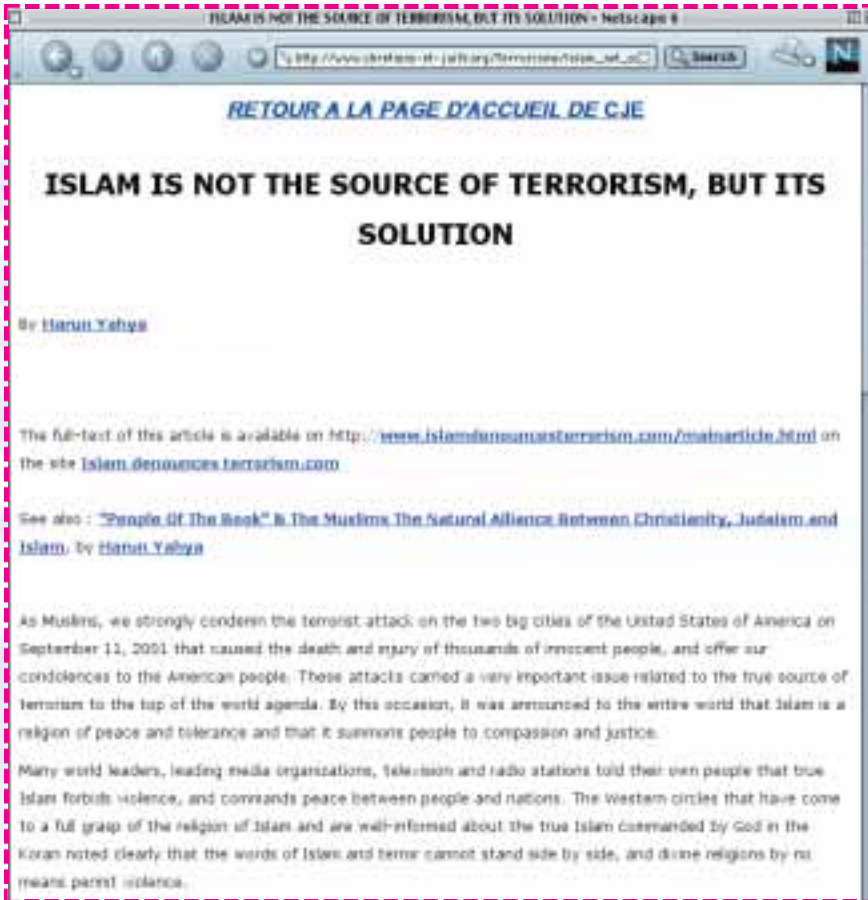 ISLAM IS NOT THE SOURCE OF TERRORISM, BUT ITS SOLUTION - Netscape 6
Search
N
RETOUR A LA PAGE D'ACCUEIL DE CJE
ISLAM IS NOT THE SOURCE OF TERRORISM, BUT ITS
SOLUTION
By Harun Yahya
The full-text of this article is available on http://www.islamdenouncesterrorism.com/mainarticle.html on
the site Islam denounces terrorism.com
See also : "People Of The Book" & The Muslims The Natural Alliance Between Christianity, Judaism and
Islam, by Harun Yahya
As Muslims, we strongly condemn the terrorist attack on the two big cities of the United States of America on
September 11, 2001 that caused the death and injury of thousands of innocent people, and offer our
condolences to the American people. These attacks carried a very important issue related to the true source of
terrorism to the top of the world agenda. By this occasion, it was announced to the entire world that Islam is a
religion of peace and tolerance and that it summons people to compassion and justice.
Many world leaders, leading media organizations, television and radio stations told their own people that true
Islam forbids violence, and commands peace between people and nations. The Western circles that have come
to a full grasp of the religion of Islam and are well-informed about the true Islam commanded by God in the
Koran noted clearly that the words of Islam and terror cannot stand side by side, and divine religions by no
means permit violence.